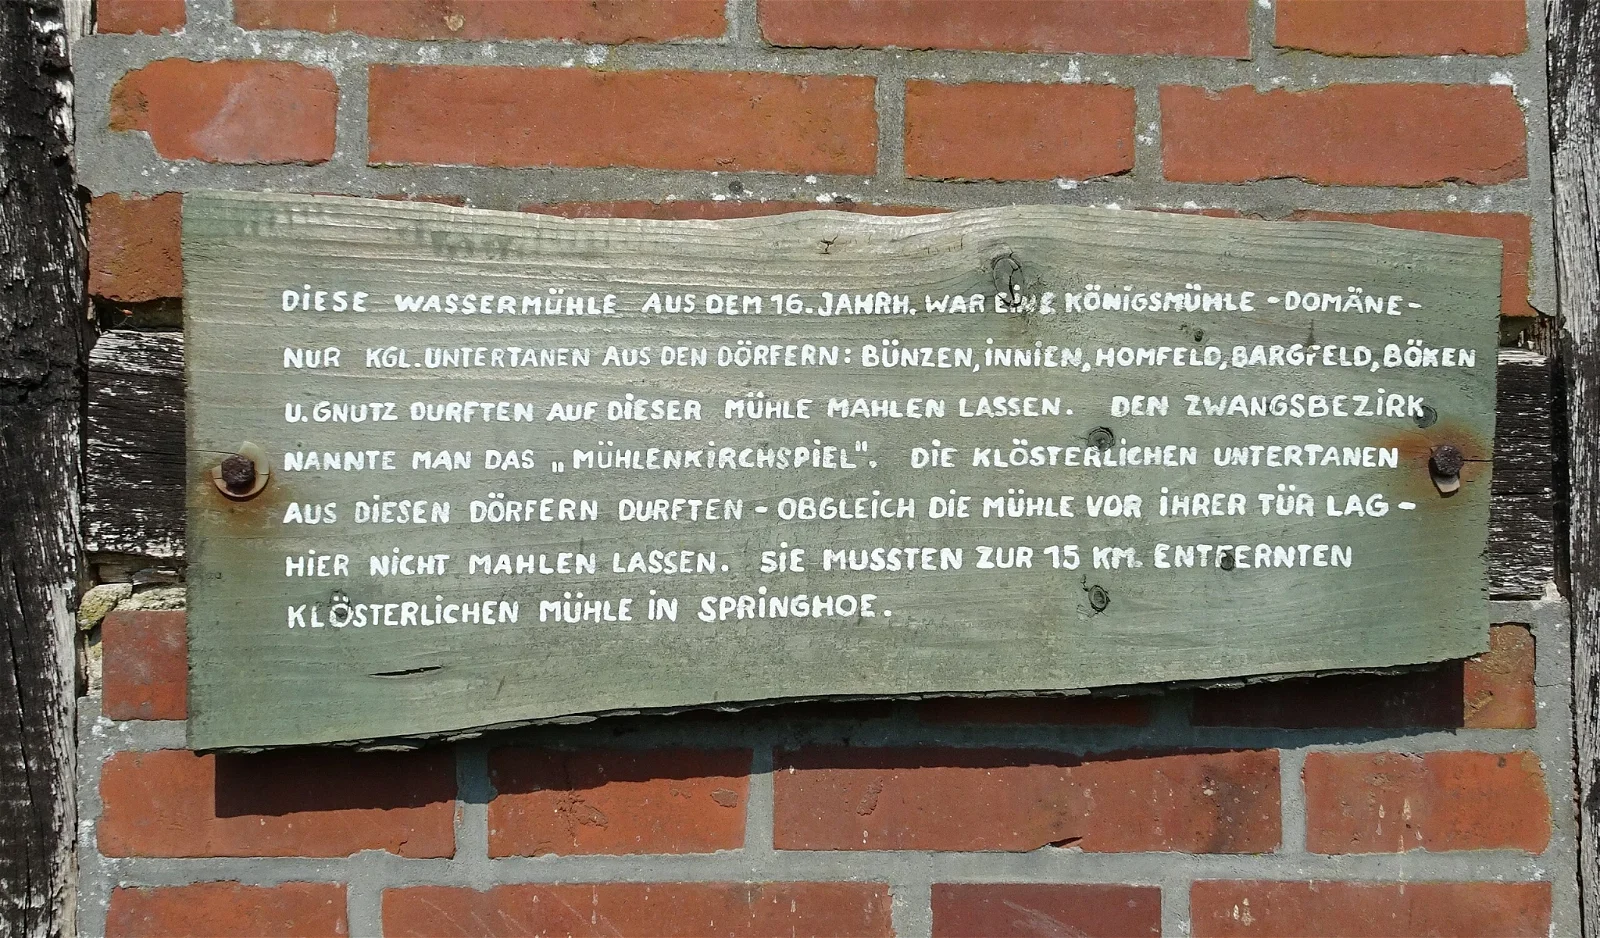 DIESE WASSERMÜHLE AUS DEM 16. JAHRH. WAR EINE KÖNIGSMÜHLE - DOMÄNE -
NUR KGL. UNTERTANEN AUS DEN DÖRFERN: BÜNZEN, INNIEN, HOMFELD, BARGFELD, BÖKEN
U. GNUTZ DURFTEN AUF DIESER MÜHLE MAHLEN LASSEN. DEN ZWANGSBEZIRK
NANNTE MAN DAS „MÜHLENKIRCHSPIEL". DIE KLÖSTERLICHEN UNTERTANEN
AUS DIESEN DÖRFERN DURFTEN - OBGLEICH DIE MÜHLE VOR IHRER TÜR LAG -
HIER NICHT MAHLEN LASSEN. SIE MUSSTEN ZUR 15 KM. ENTFERNTEN
KLÖSTERLICHEN MÜHLE IN SPRINGHOE.